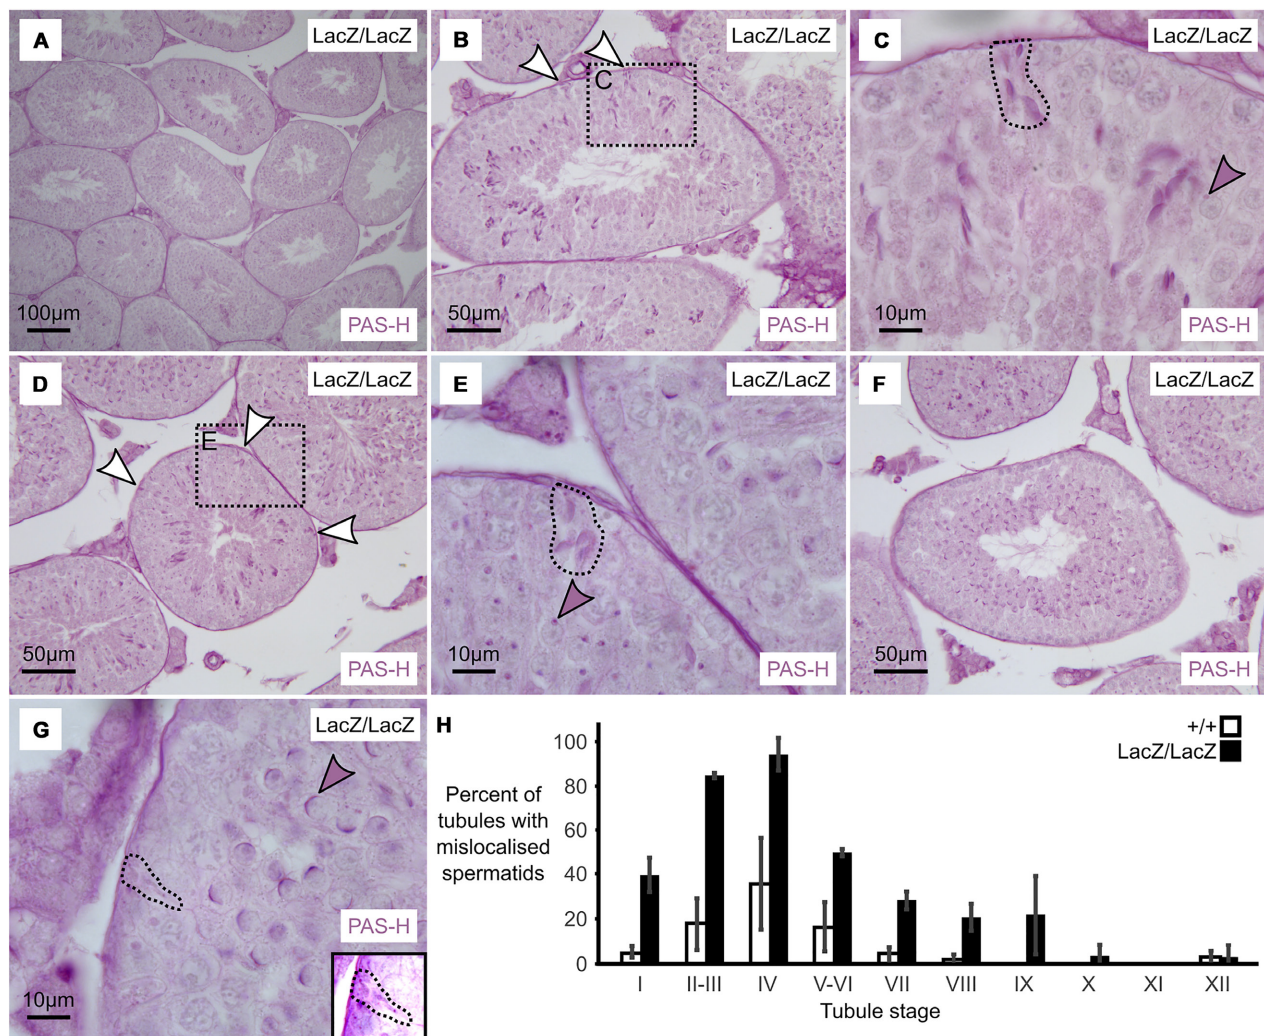 A
LacZ/LacZ
100µm
PAS-H
B
LacZ/LacZ
C
50µm
PAS-H
C
LacZ/LacZ
10µm
PAS-H
D
LacZ/LacZ
E
50µm
PAS-H
E
LacZ/LacZ
10µm
PAS-H
F
LacZ/LacZ
50µm
PAS-H
G
LacZ/LacZ
PAS-H
10µm
H
+/+
LacZ/LacZ
Percent of
tubules with
mislocalised
spermatids
100
80
60
40
20
0
I II-III IV V-VI VII VIII IX X XI XII
Tubule stage